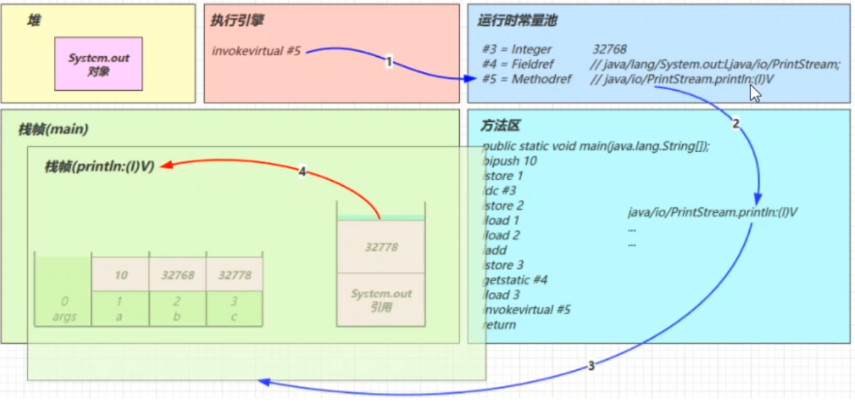 堆
System.out
对象
执行引擎
invokevirtual #5
1
运行时常量池
#3 = Integer 32768
#4 = Fieldref // java/lang/System.out:Ljava/io/PrintStream;
#5 = Methodref // java/io/PrintStream.println:(I)V
2
栈帧(main)
栈帧(println:(I)V)
4
32778
System.out
引用
10 32768 32778
0 1 2 3
args a b c
方法区
public static void main(java.lang.String[]);
bipush 10
istore 1
ldc #3
istore 2
iload 1
iload 2
iadd
istore 3
getstatic #4
iload 3
invokevirtual #5
return
java/io/PrintStream.println:(I)V
...
...
3